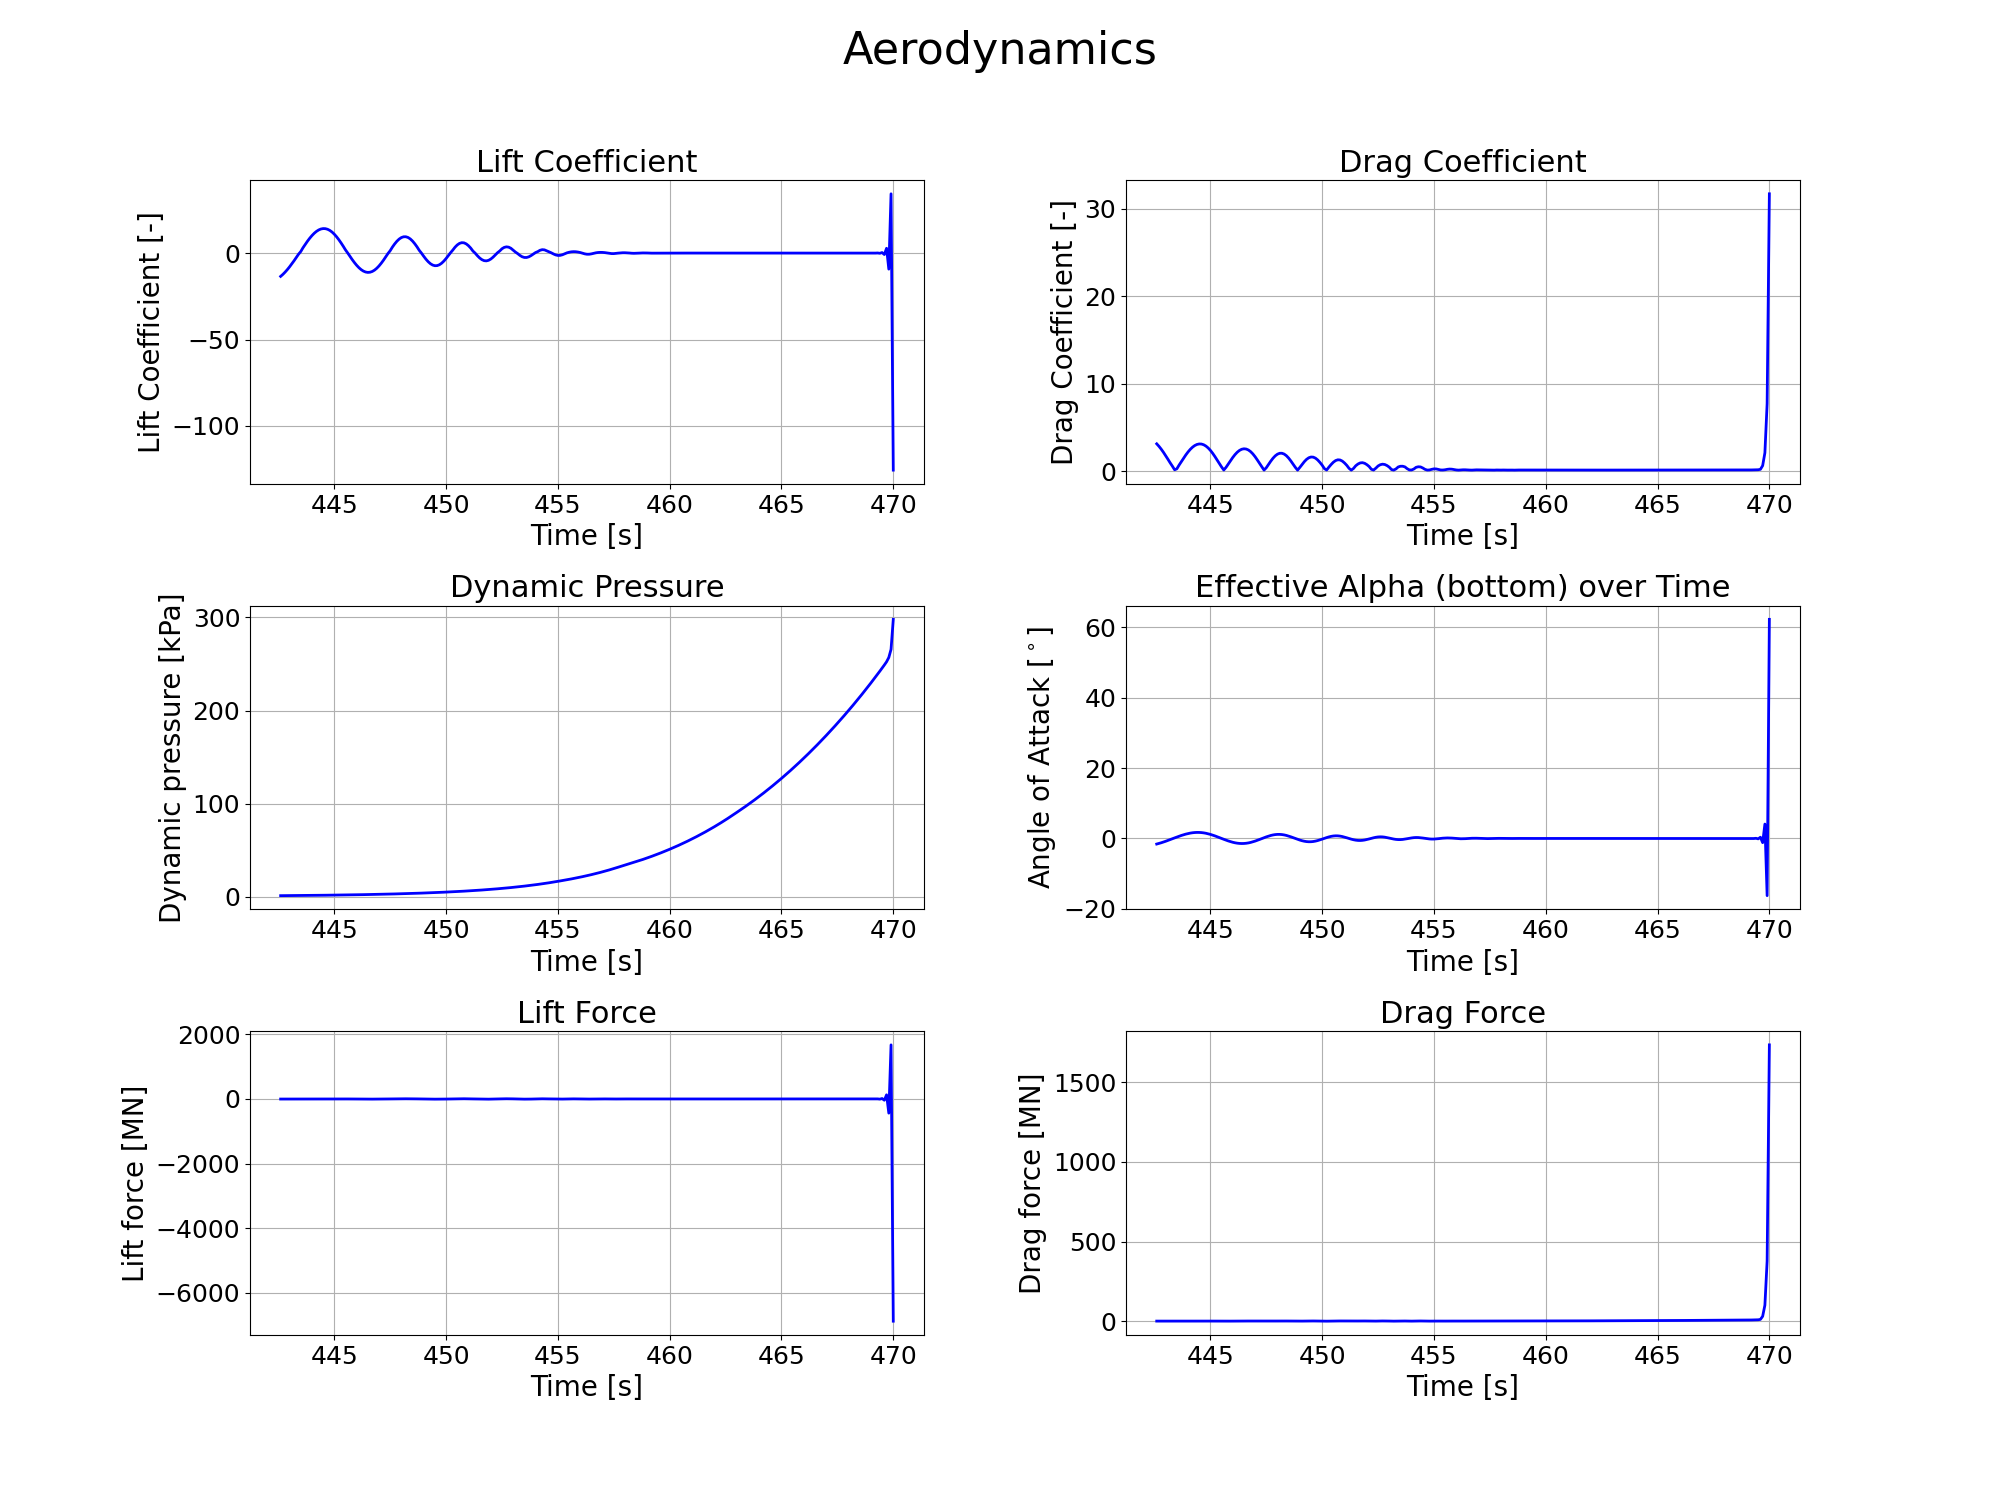 Aerodynamics
Lift Coefficient
Lift Coefficient [-]
0
−50
−100
445 450 455 460 465 470
Time [s]
Drag Coefficient
Drag Coefficient [-]
30
20
10
0
445 450 455 460 465 470
Time [s]
Dynamic Pressure
Dynamic pressure [kPa]
300
200
100
0
445 450 455 460 465 470
Time [s]
Effective Alpha (bottom) over Time
Angle of Attack [°]
60
40
20
0
−20
445 450 455 460 465 470
Time [s]
Lift Force
Lift force [MN]
2000
0
−2000
−4000
−6000
445 450 455 460 465 470
Time [s]
Drag Force
Drag force [MN]
1500
1000
500
0
445 450 455 460 465 470
Time [s]